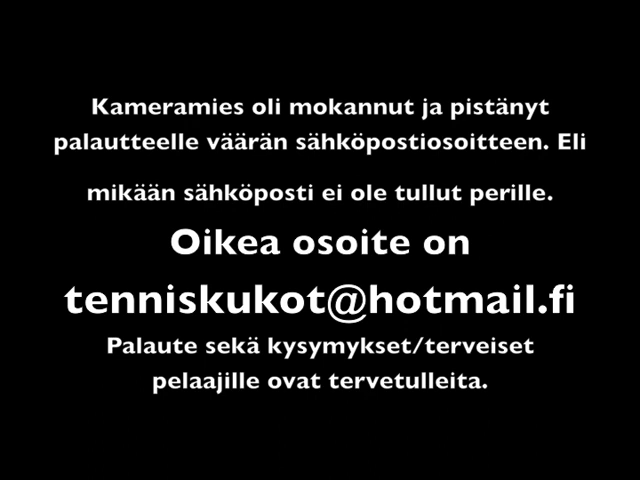 Kameramies oli mokannut ja pistänyt
palautteelle väärän sähköpostiosoitteen. Eli
mikään sähköposti ei ole tullut perille.
Oikea osoite on
tenniskukot@hotmail.fi
Palaute sekä kysymykset/terveiset
pelaajille ovat tervetulleita.